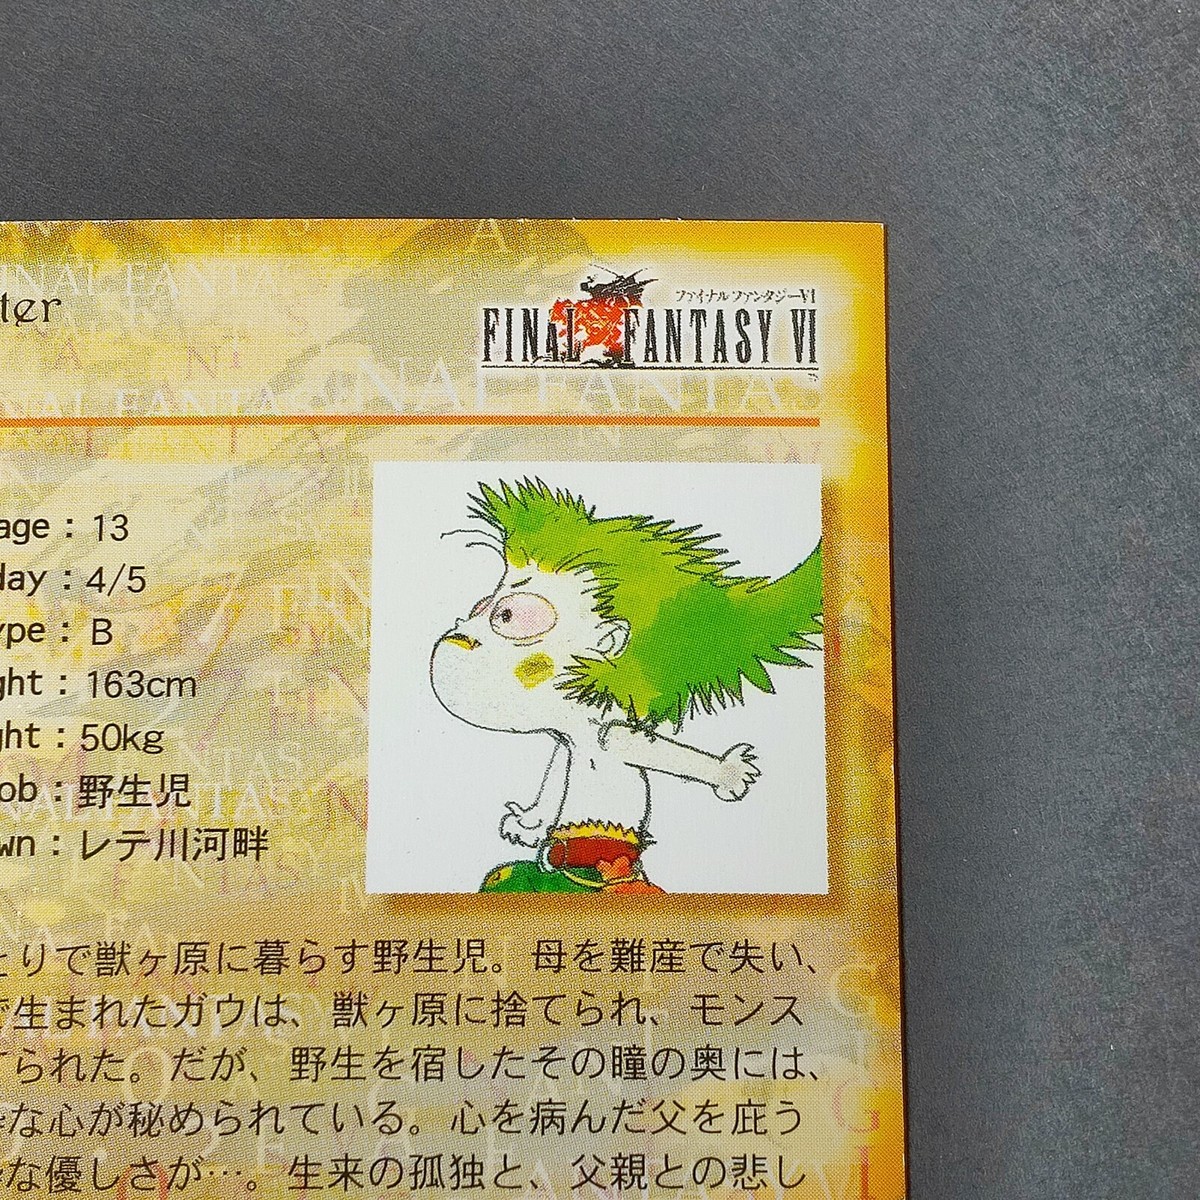 ter
ファイナルファンタジーVI
FINAL FANTASY VI
age : 13
day : 4/5
ype : B
ght : 163cm
ght : 50kg
ob : 野生児
wn : レテ川河畔
とりで獣ヶ原に暮らす野生児。母を難産で失い、
で生まれたガウは、獣ヶ原に捨てられ、モンス
てられた。だが、野生を宿したその瞳の奥には、
な心が秘められている。心を病んだ父を庇う
な優しさが…。生来の孤独と、父親との悲し